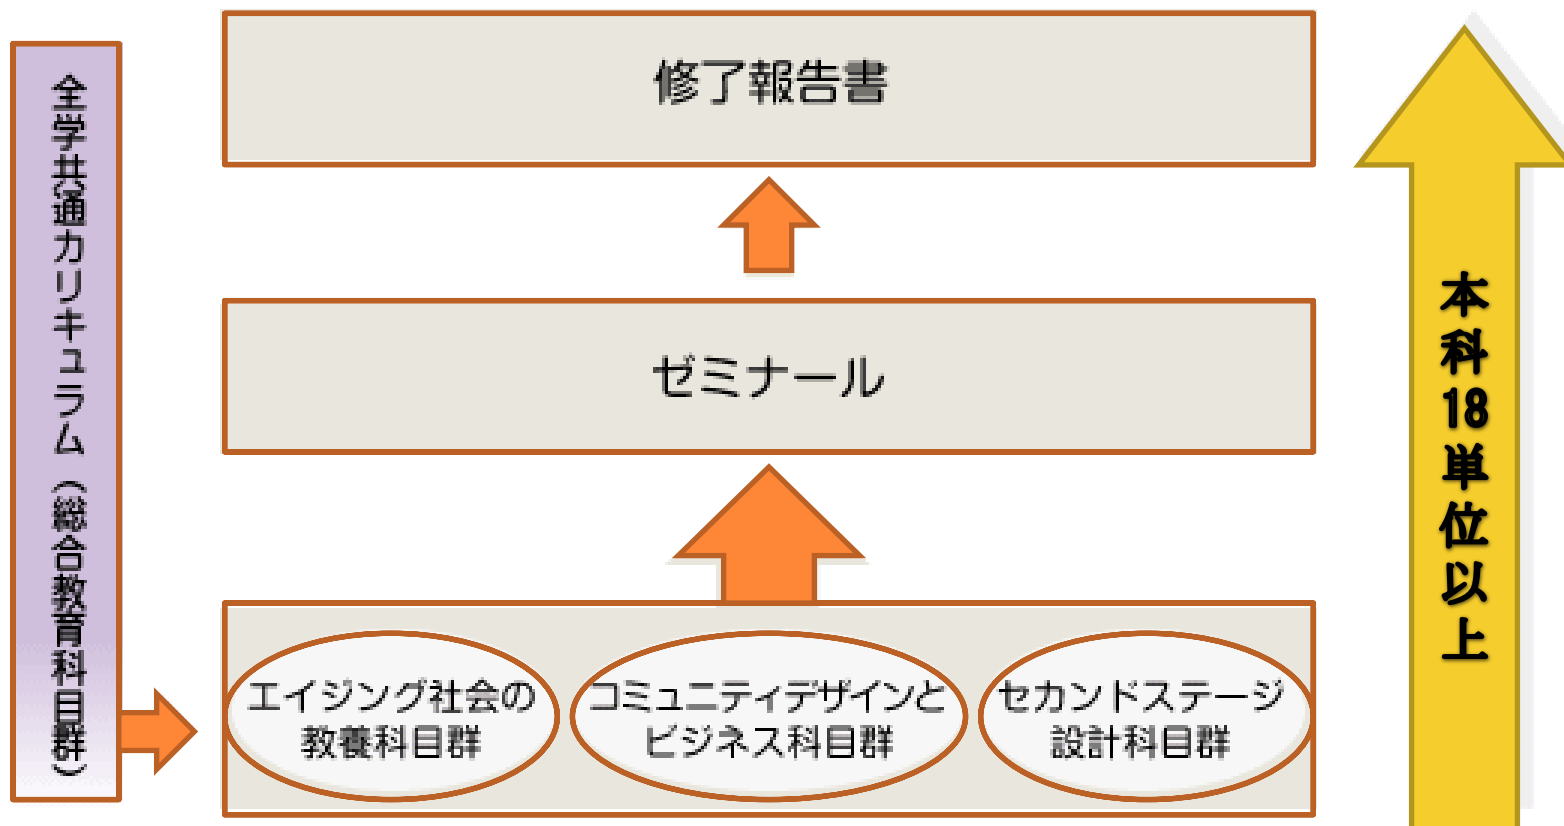 全学共通カリキュラム（総合教育科目群）
修了報告書
ゼミナール
エイジング社会の
教養科目群
コミュニティデザインと
ビジネス科目群
セカンドステージ
設計科目群
本科18単位以上